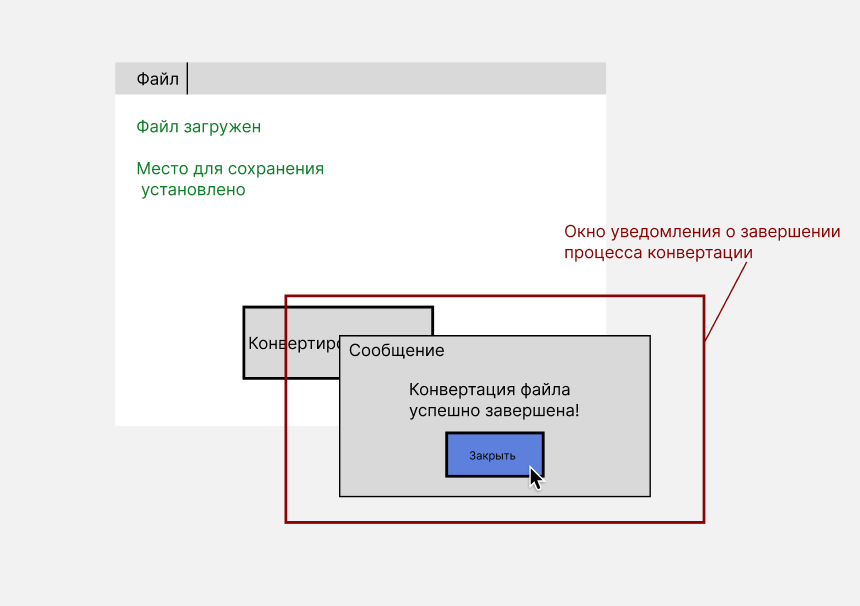 Файл
Файл загружен
Место для сохранения
установлено
Окно уведомления о завершении
процесса конвертации
Сообщение
Конвертация файла
успешно завершена!
Закрыть